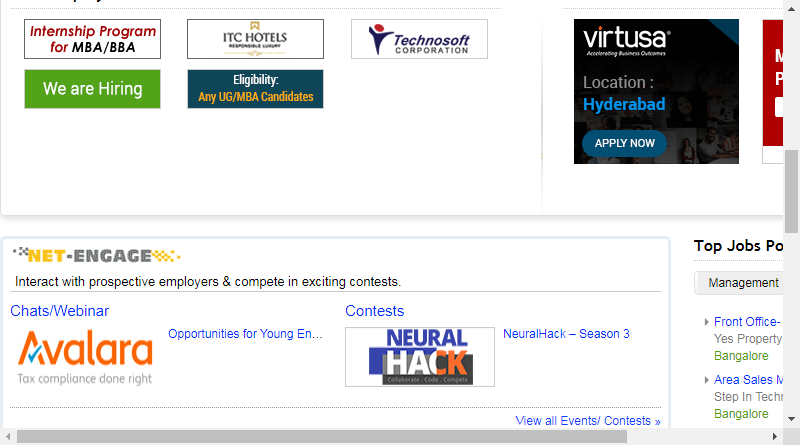 Internship Program
for MBA/BBA
ITC HOTELS
RESPONSIBLE LUXURY
Technosoft
CORPORATION
We are Hiring
Eligibility:
Any UG/MBA Candidates
virtusa
Accelerating Business Outcomes
Location :
Hyderabad
APPLY NOW
M
P
NET-ENGAGE
Interact with prospective employers & compete in exciting contests.
Chats/Webinar
Avalara
Tax compliance done right
Opportunities for Young En...
Contests
NEURAL
HACK
Collaborate . Code . Compete
NeuralHack – Season 3
View all Events/ Contests »
Top Jobs Po
Management
Front Office-
Yes Property
Bangalore
Area Sales M
Step In Techn
Bangalore